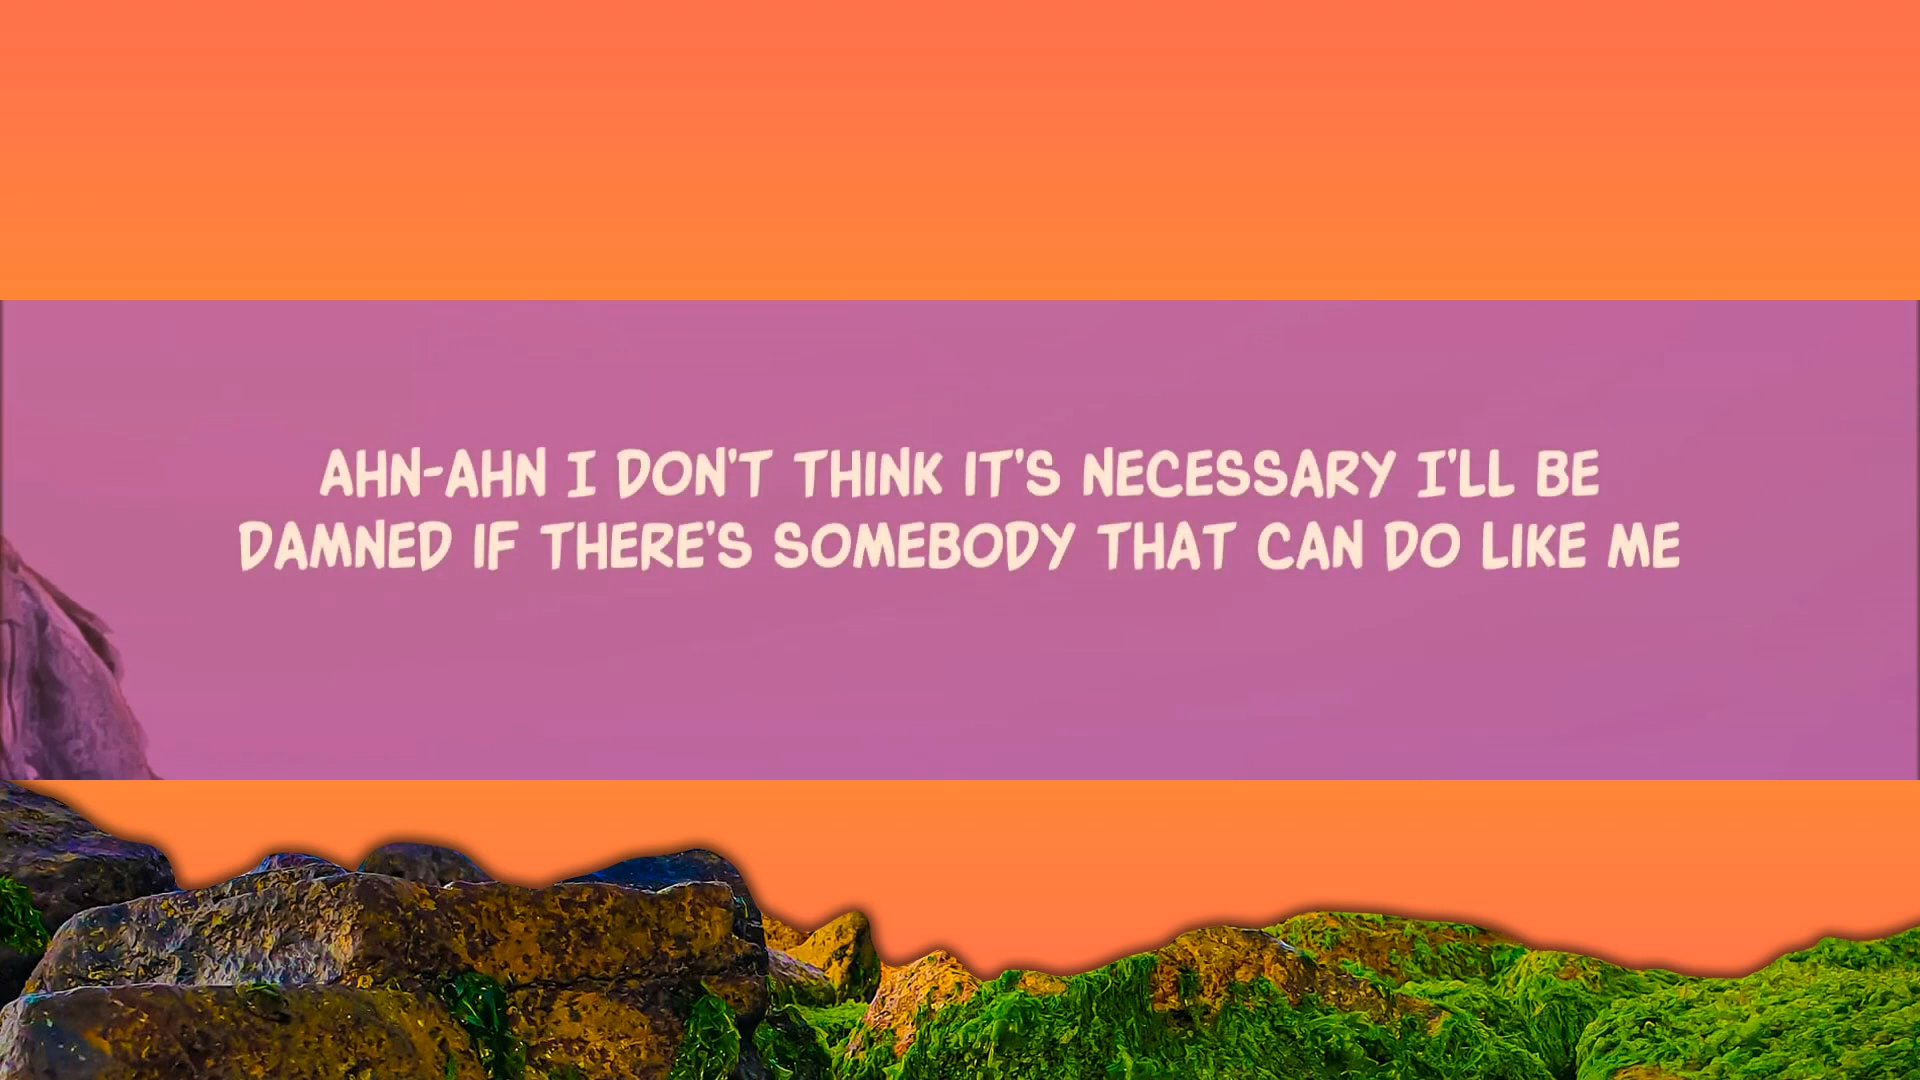 AHN-AHN I DON'T THINK IT'S NECESSARY I'LL BE
DAMNED IF THERE'S SOMEBODY THAT CAN DO LIKE ME